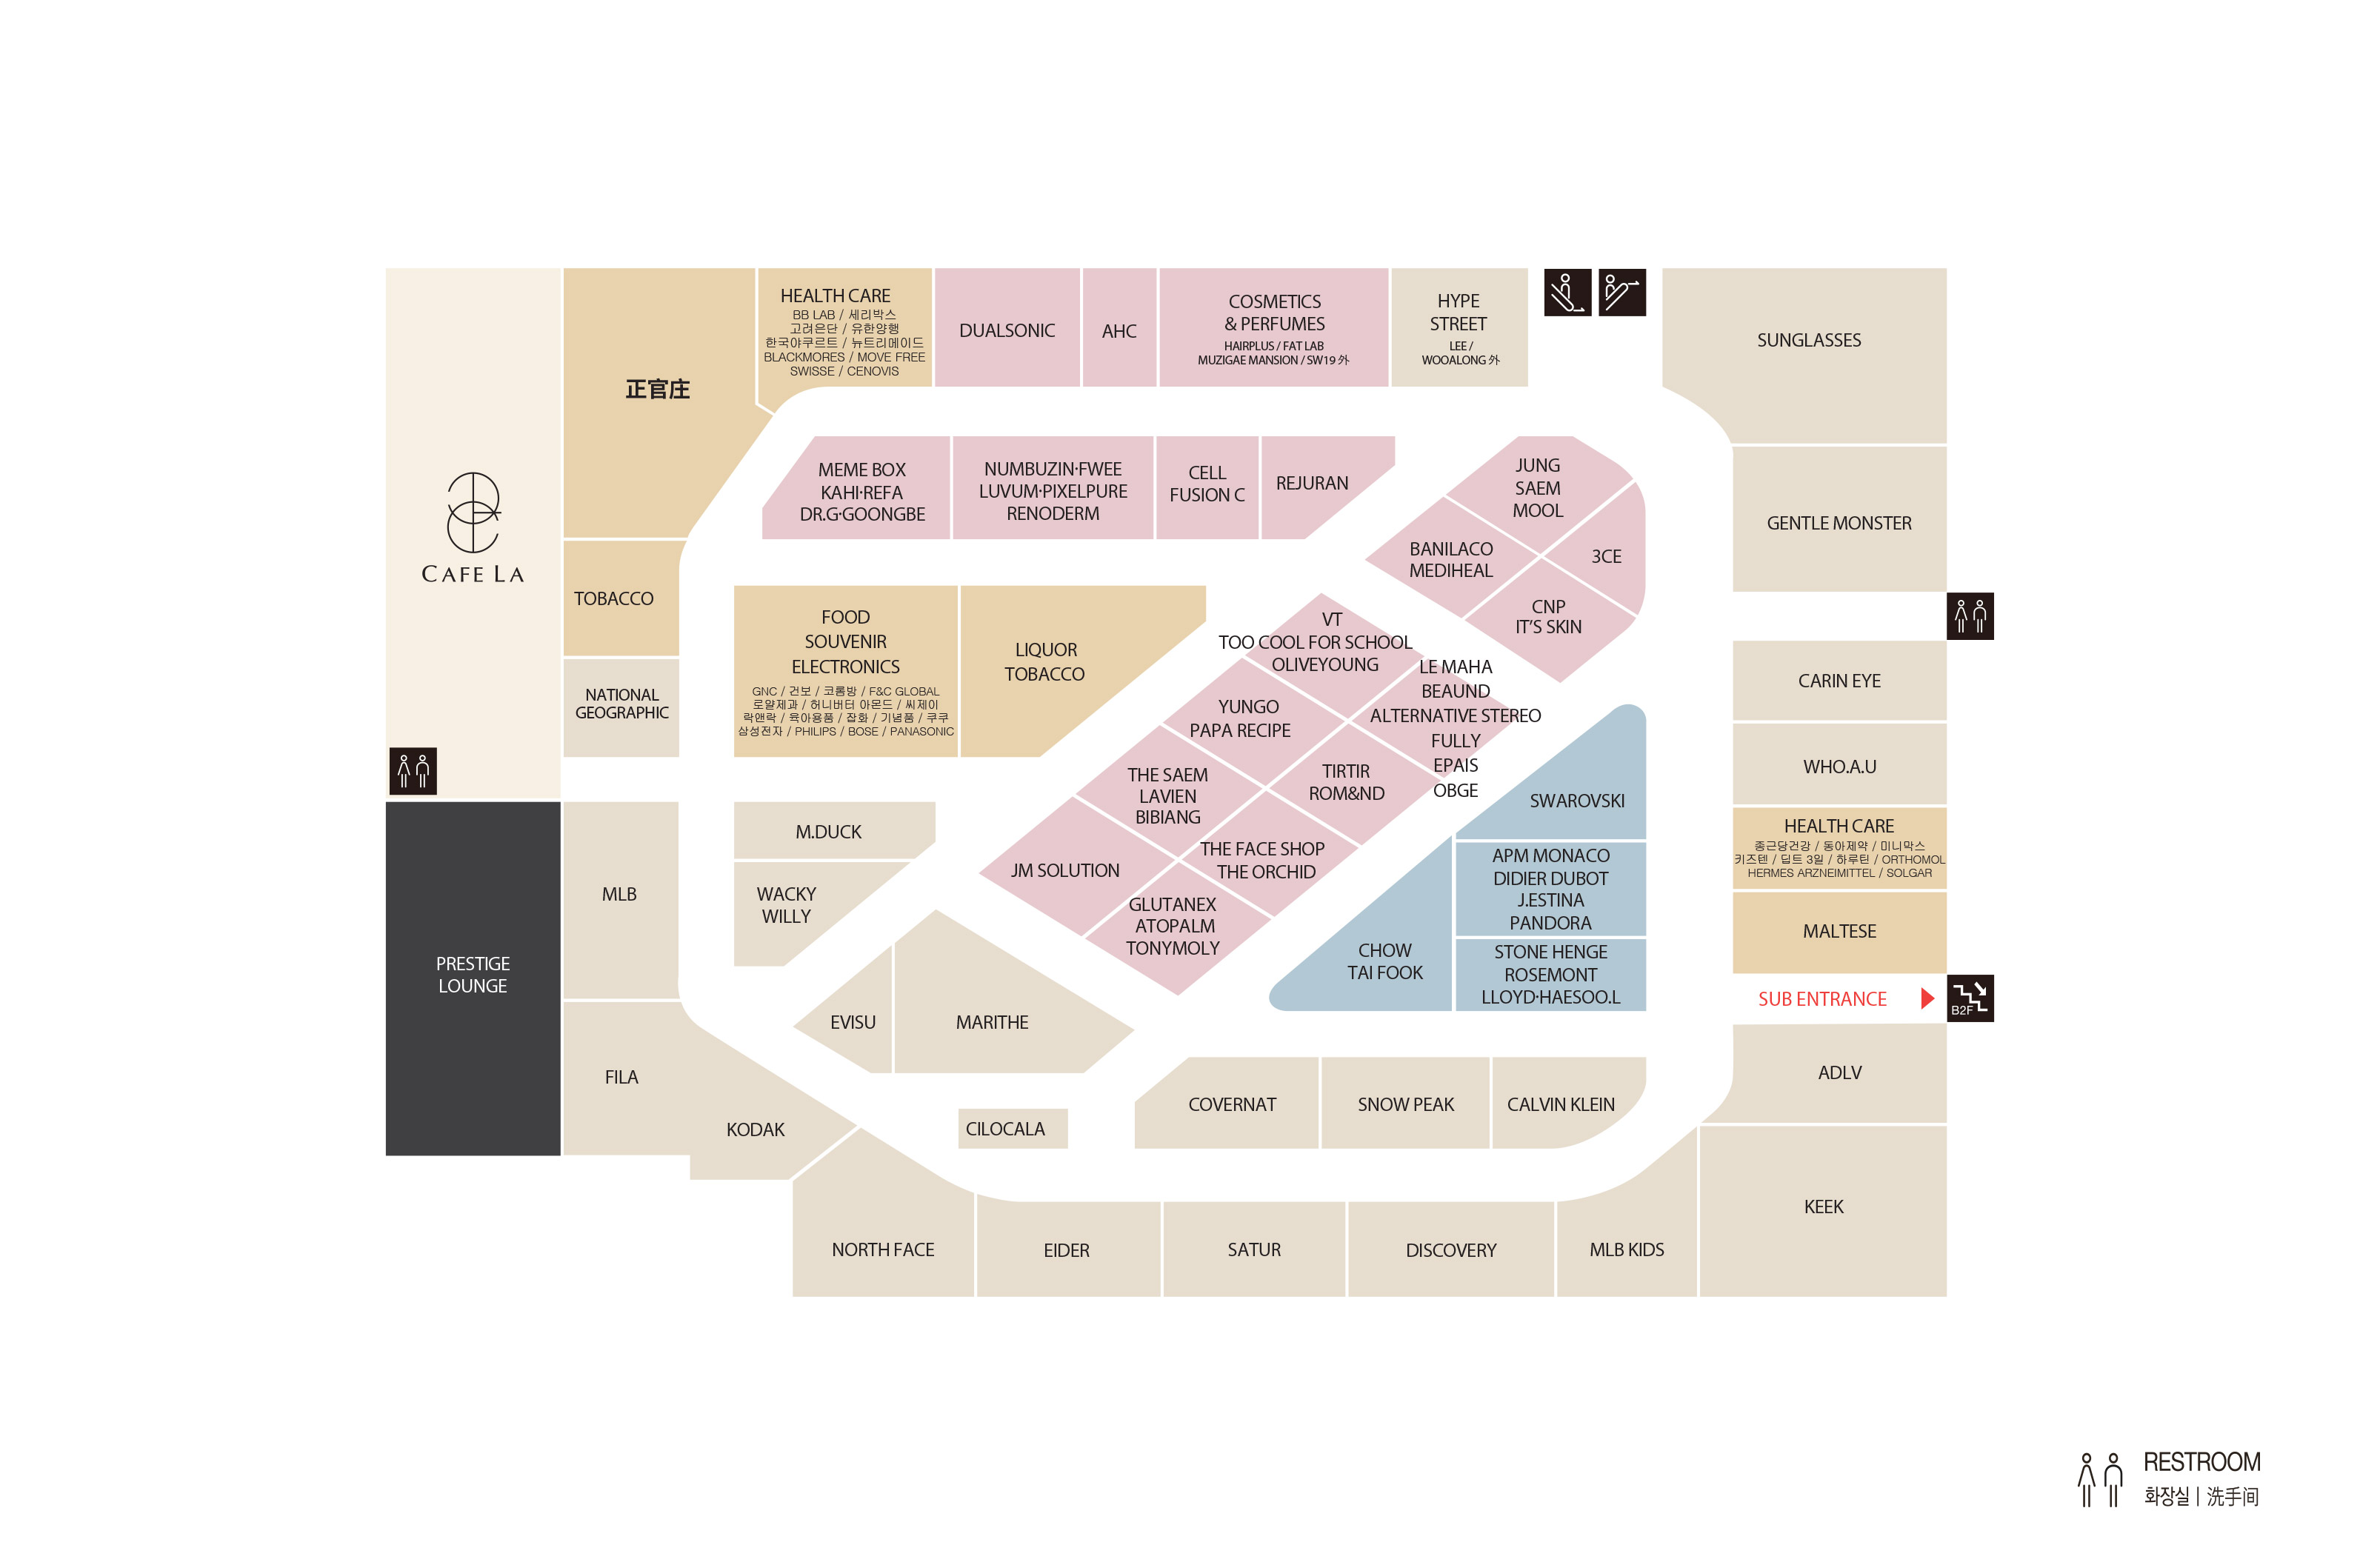 CAFE LA
正官庄
HEALTH CARE
BB LAB / 세리박스
고려은단 / 유한양행
한국야쿠르트 / 뉴트리메이드
BLACKMORES / MOVE FREE
SWISSE / CENOVIS
DUALSONIC
AHC
COSMETICS
& PERFUMES
HAIRPLUS / FAT LAB
MUZIGAE MANSION / SW19 外
HYPE
STREET
LEE /
WOOALONG 外
SUNGLASSES
MEME BOX
KAHI·REFA
DR.G·GOONGBE
NUMBUZIN·FWEE
LUVUM·PIXELPURE
RENODERM
CELL
FUSION C
REJURAN
JUNG
SAEM
MOOL
BANILACO
MEDIHEAL
3CE
CNP
IT'S SKIN
GENTLE MONSTER
TOBACCO
NATIONAL
GEOGRAPHIC
FOOD
SOUVENIR
ELECTRONICS
GNC / 건보 / 코롬방 / F&C GLOBAL
로얄제과 / 허니버터 아몬드 / 씨제이
락앤락 / 육아용품 / 잡화 / 기념품 / 쿠쿠
삼성전자 / PHILIPS / BOSE / PANASONIC
LIQUOR
TOBACCO
VT
TOO COOL FOR SCHOOL
OLIVEYOUNG
LE MAHA
BEAUND
ALTERNATIVE STEREO
FULLY
EPAIS
OBGE
YUNGO
PAPA RECIPE
TIRTIR
ROM&ND
THE SAEM
LAVIEN
BIBIANG
THE FACE SHOP
THE ORCHID
JM SOLUTION
GLUTANEX
ATOPALM
TONYMOLY
CARIN EYE
WHO.A.U
HEALTH CARE
종근당건강 / 동아제약 / 미니막스
키즈텐 / 딥트 3일 / 하루틴 / ORTHOMOL
HERMES ARZNEIMITTEL / SOLGAR
MALTESE
SUB ENTRANCE
B2F
SWAROVSKI
APM MONACO
DIDIER DUBOT
J.ESTINA
PANDORA
CHOW
TAI FOOK
STONE HENGE
ROSEMONT
LLOYD·HAESOO.L
PRESTIGE
LOUNGE
MLB
M.DUCK
WACKY
WILLY
EVISU
MARITHE
FILA
KODAK
CILOCALA
COVERNAT
SNOW PEAK
CALVIN KLEIN
ADLV
KEEK
NORTH FACE
EIDER
SATUR
DISCOVERY
MLB KIDS
RESTROOM
화장실 | 洗手间